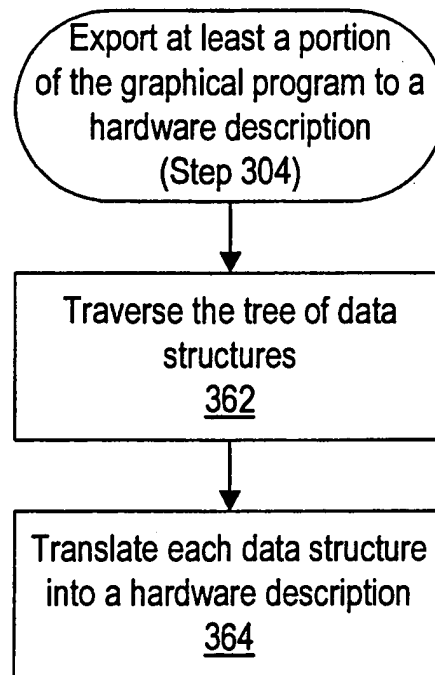 Export at least a portion
of the graphical program to a
hardware description
(Step 304)
Traverse the tree of data
structures
362
Translate each data structure
into a hardware description
364